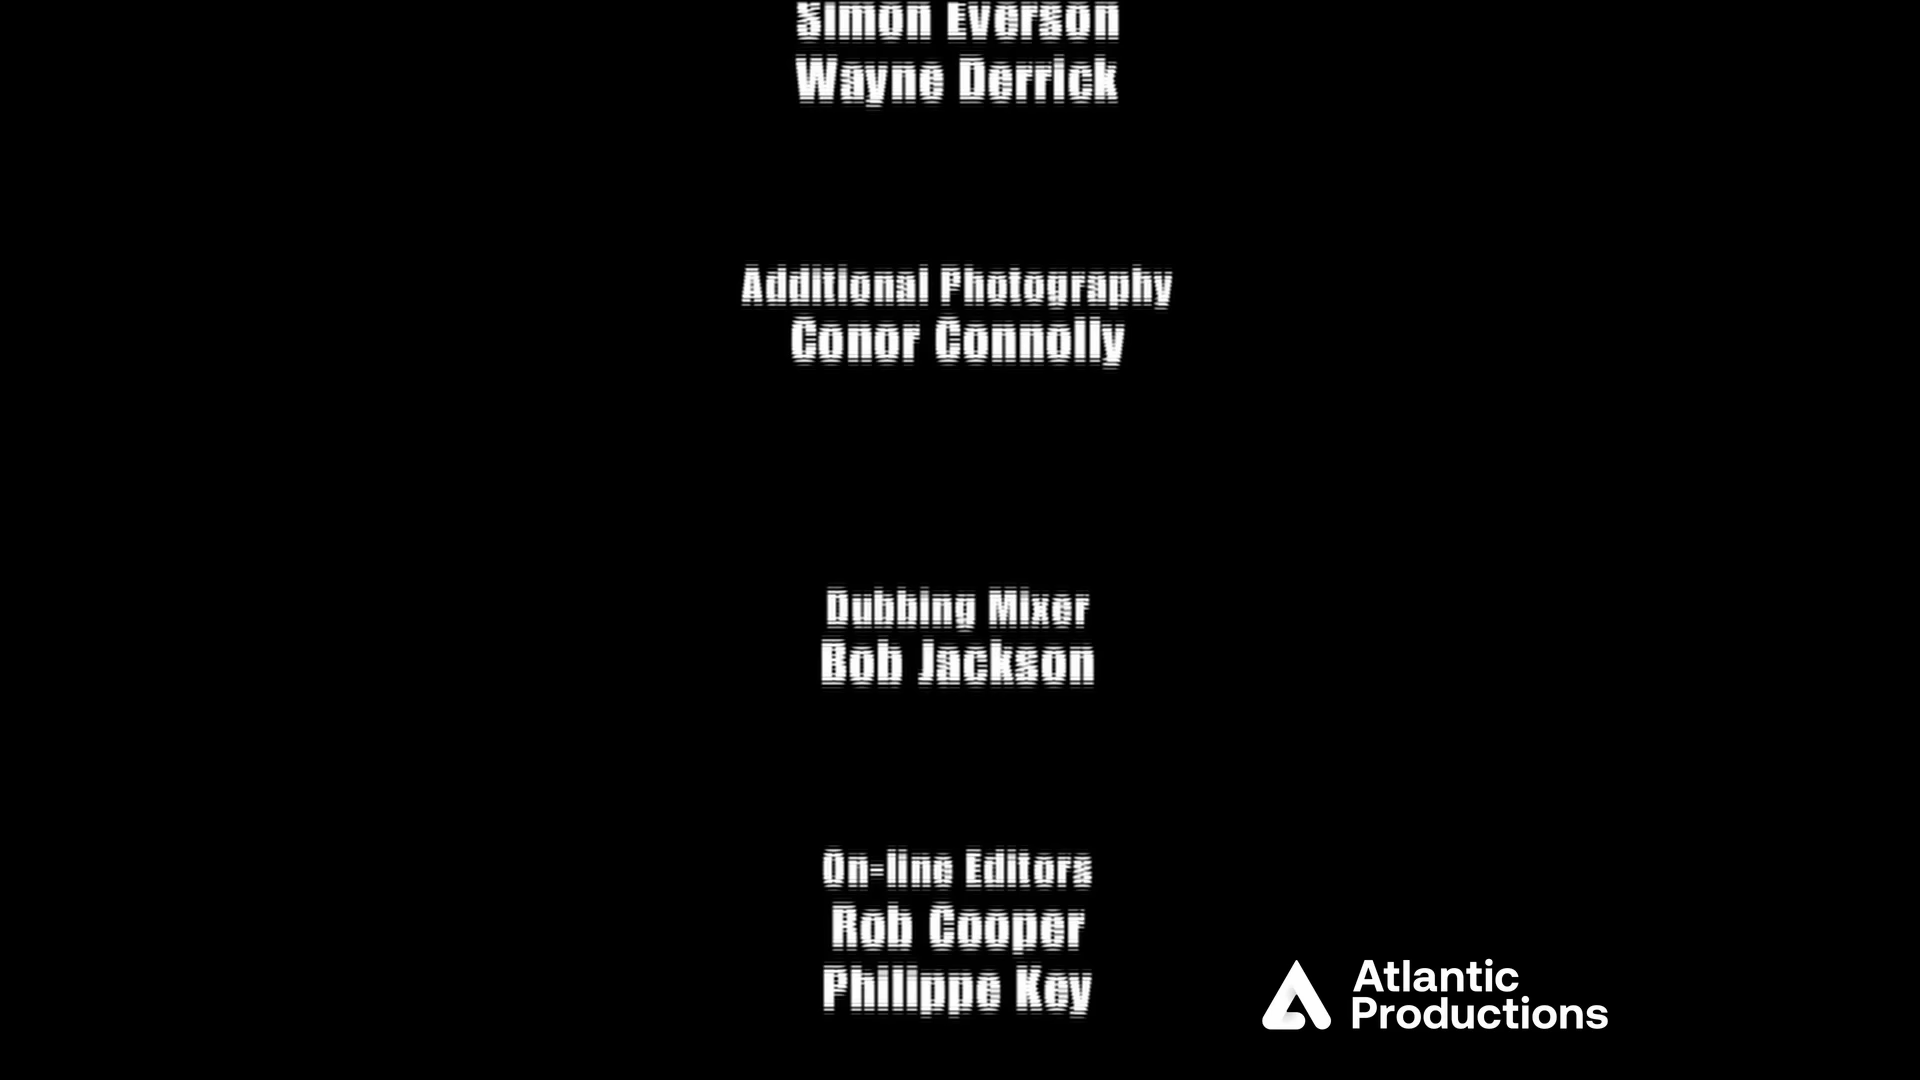 Simon Everson
Wayne Derrick
Additional Photography
Conor Connolly
Dubbing Mixer
Bob Jackson
On-line Editors
Rob Cooper
Philippe Key
Atlantic
Productions